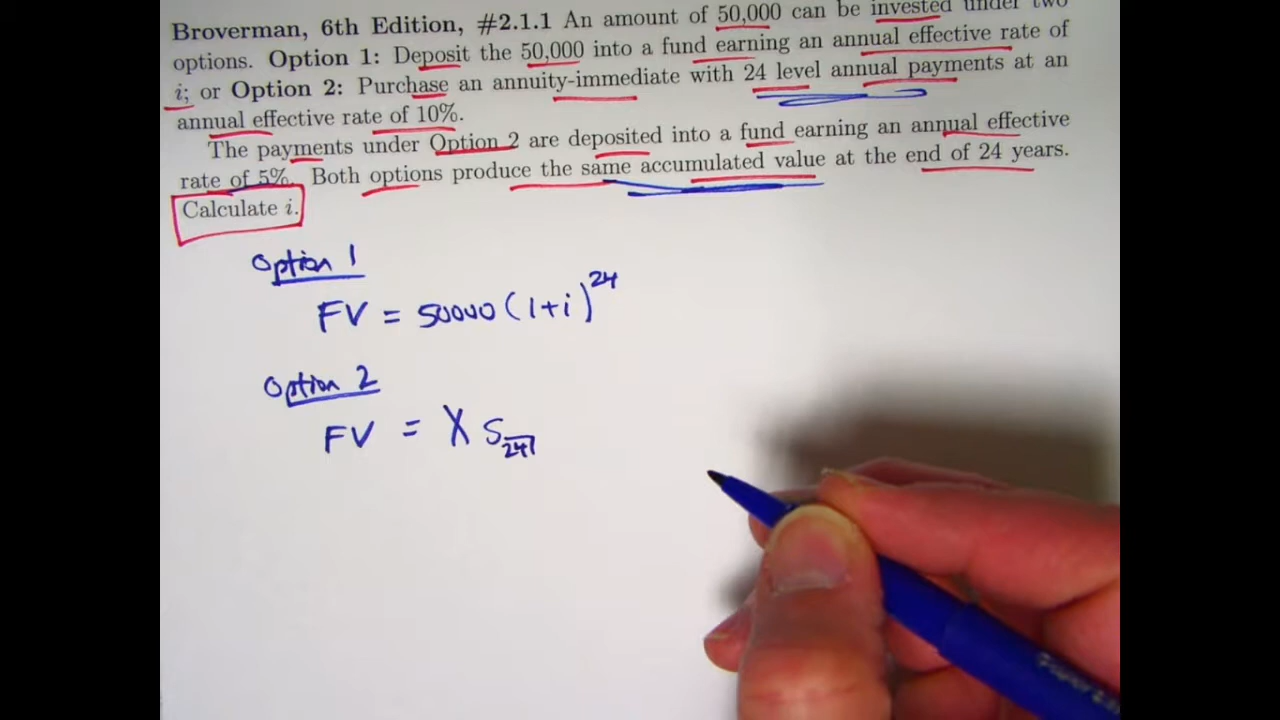 Broverman, 6th Edition, #2.1.1 An amount of 50,000 can be invested under two
options. Option 1: Deposit the 50,000 into a fund earning an annual effective rate of
i; or Option 2: Purchase an annuity-immediate with 24 level annual payments at an
annual effective rate of 10%.
The payments under Option 2 are deposited into a fund earning an annual effective
rate of 5%. Both options produce the same accumulated value at the end of 24 years.
Calculate i.
Option 1
FV = 50000 (1+i)^24
Option 2
FV = X S_24|